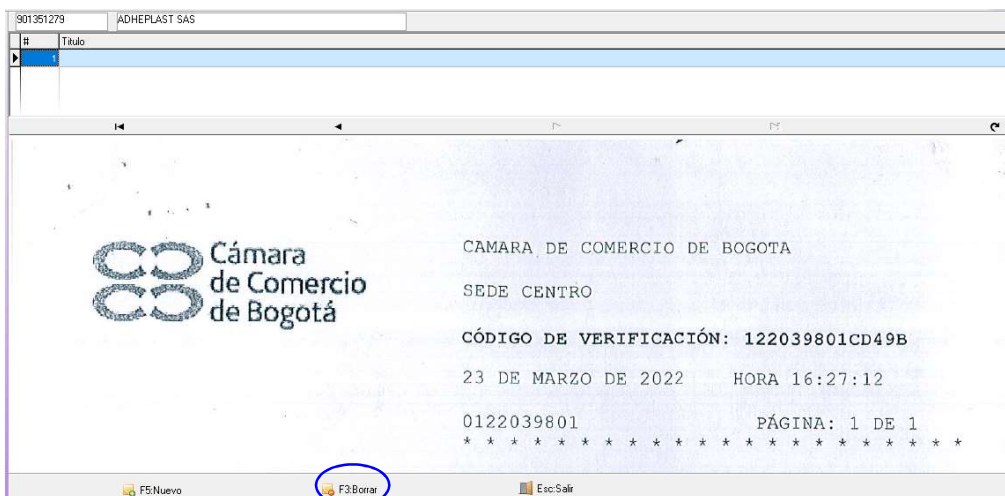 901351279 ADHEPLAST SAS
# Titulo
1
Cámara
de Comercio
de Bogotá
CAMARA DE COMERCIO DE BOGOTA
SEDE CENTRO
CÓDIGO DE VERIFICACIÓN: 122039801CD49B
23 DE MARZO DE 2022 HORA 16:27:12
0122039801 PÁGINA: 1 DE 1
* * * * * * * * * * * * * * * * * * * * * *
F5:Nuevo F3:Borrar Esc:Salir